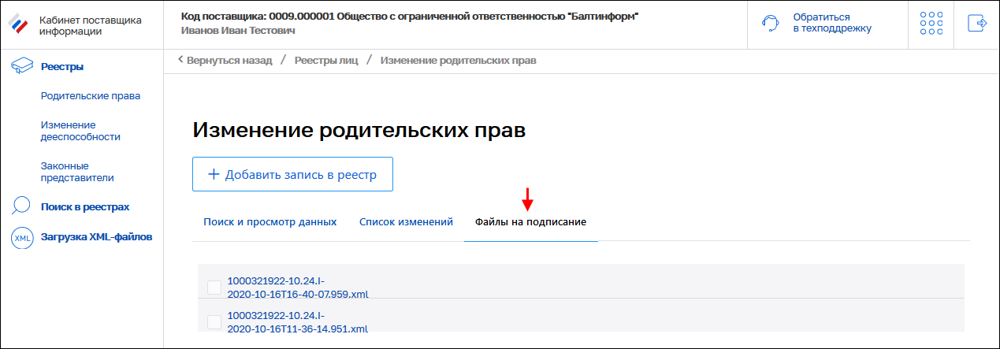 Кабинет поставщика
информации
Код поставщика: 0009.000001 Общество с ограниченной ответственностью "Балтинформ"
Иванов Иван Тестович
Обратиться
в техподдрежку
Реестры
Родительские права
Изменение
дееспособности
Законные
представители
Поиск в реестрах
XML
Загрузка XML-файлов
Вернуться назад / Реестры лиц / Изменение родительских прав
Изменение родительских прав
+ Добавить запись в реестр
Поиск и просмотр данных Список изменений Файлы на подписание
1000321922-10.24.I-
2020-10-16T16-40-07.959.xml
1000321922-10.24.I-
2020-10-16T11-36-14.951.xml